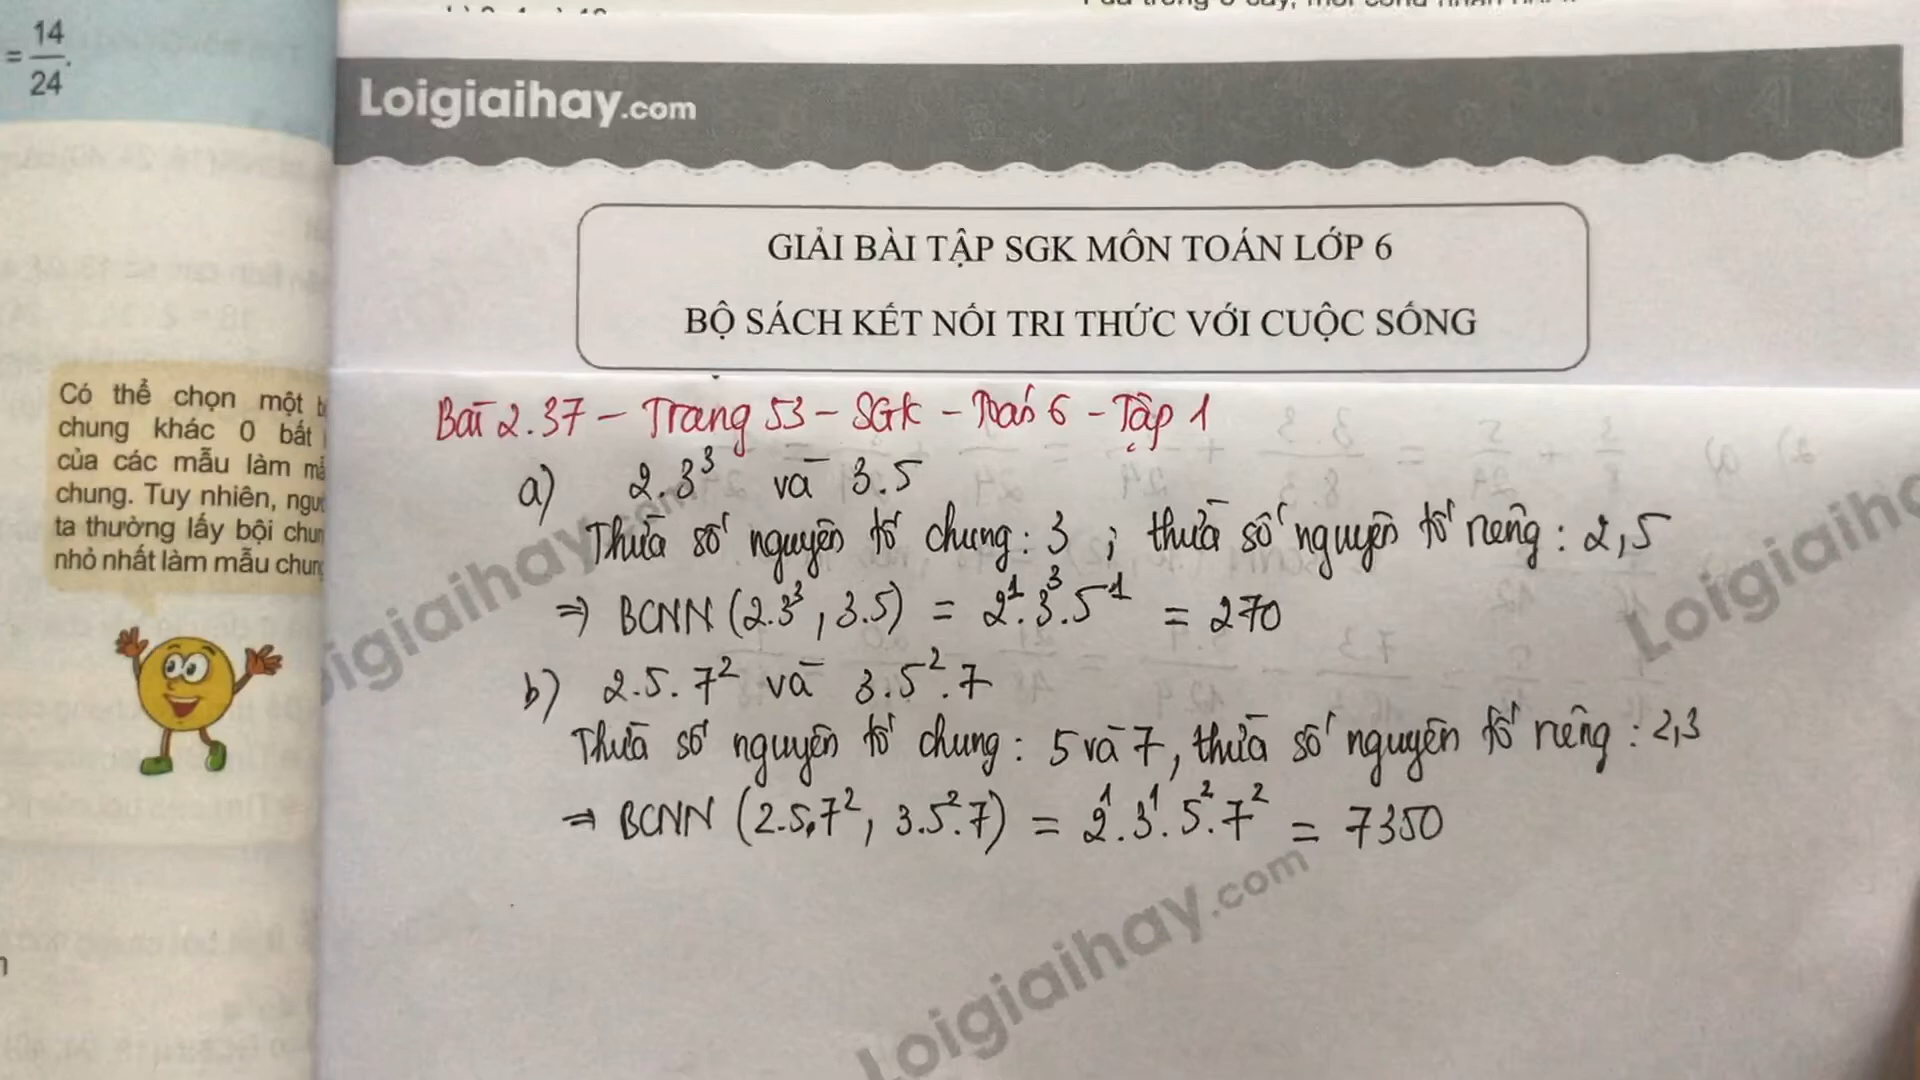 = 14/24.
Loigiaihay.com
GIẢI BÀI TẬP SGK MÔN TOÁN LỚP 6
BỘ SÁCH KẾT NỐI TRI THỨC VỚI CUỘC SỐNG
Có thể chọn một
chung khác 0 bất
của các mẫu làm
chung. Tuy nhiên,
ta thường lấy bội
nhỏ nhất làm mẫu
Bài 2.37 - Trang 53 - SGK - Toán 6 - Tập 1
a) 2.3³ và 3.5
Thừa số nguyên tố chung: 3 ; thừa số nguyên tố riêng : 2,5
⇒ BCNN (2.3³, 3.5) = 2¹.3³.5¹ = 270
b) 2.5.7² và 3.5².7
Thừa số nguyên tố chung: 5 và 7, thừa số nguyên tố riêng : 2,3
⇒ BCNN (2.5.7², 3.5².7) = 2¹.3¹.5².7² = 7350
Loigiaihay.com
Loigiaihay.com